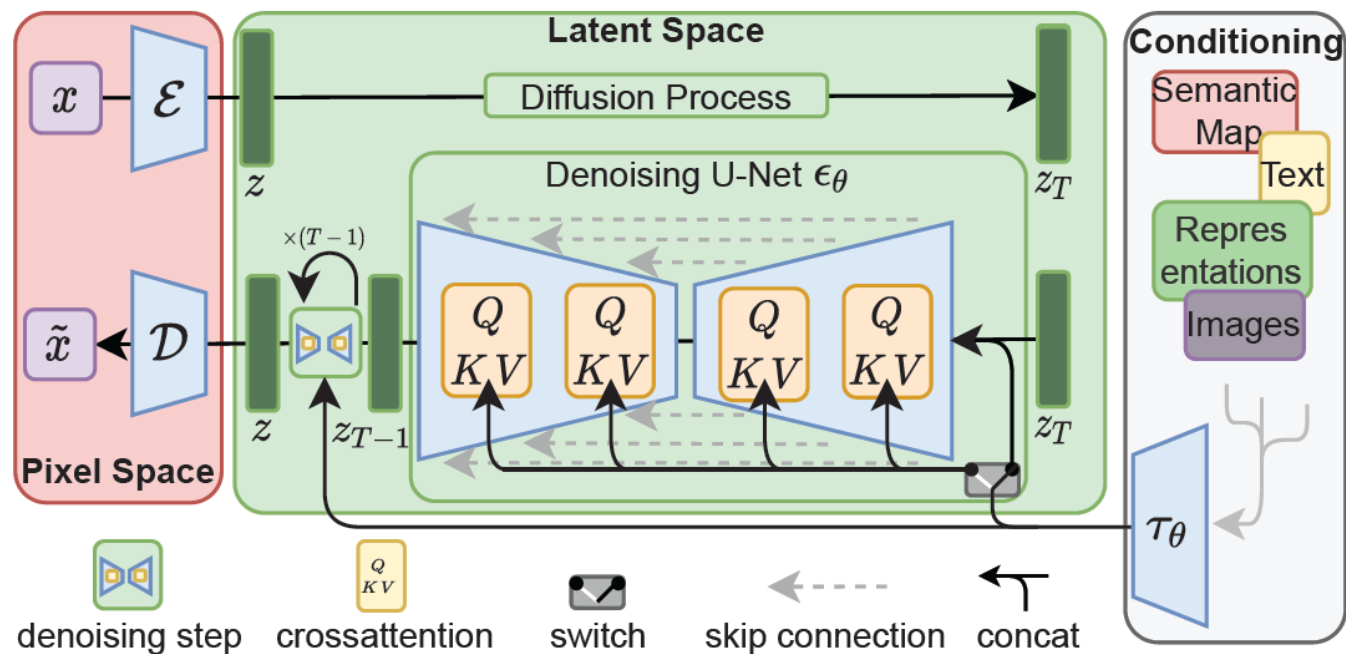 Latent Space
Conditioning
x
ℰ
Diffusion Process
z
z_T
Semantic
Map
Text
Repres
entations
Images
Denoising U-Net ϵ_θ
×(T−1)
x̃
𝒟
Q
KV
Q
KV
Q
KV
Q
KV
z
z_{T−1}
z_T
Pixel Space
τ_θ
Q
KV
denoising step
crossattention
switch
skip connection
concat